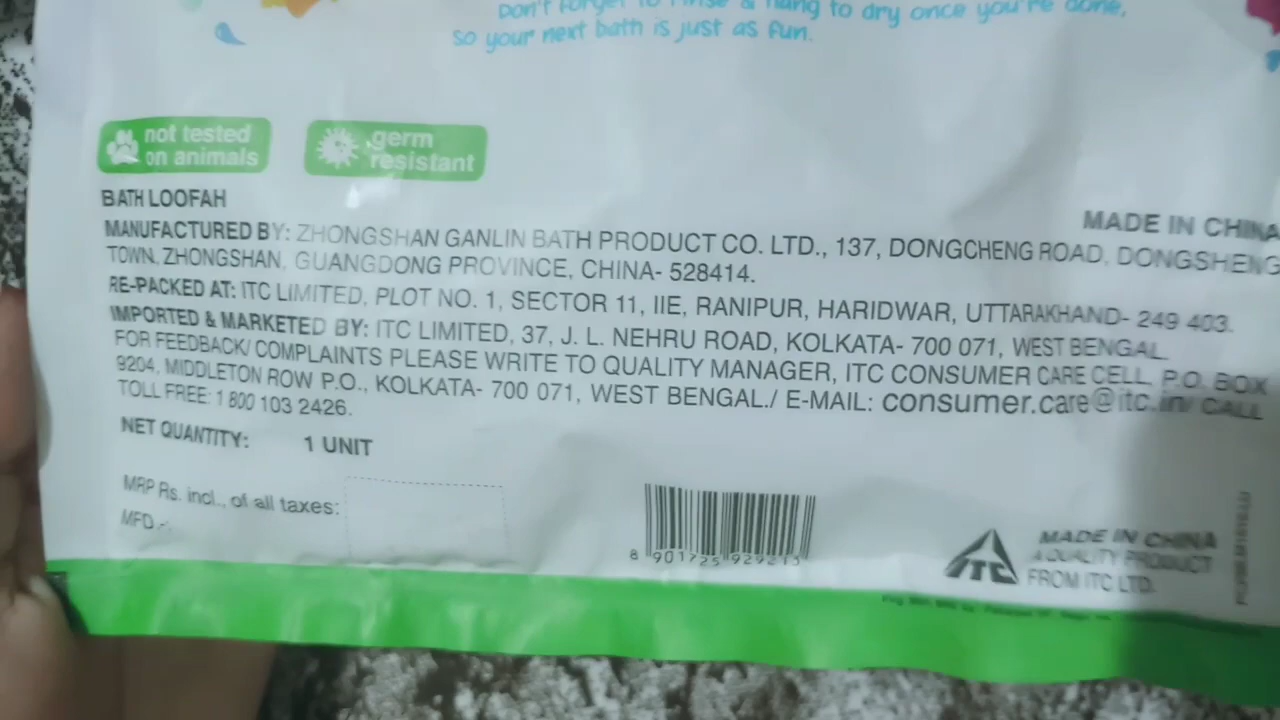 Don't forget to rinse & hang to dry once you're done,
so your next bath is just as fun.
not tested
on animals
germ
resistant
BATH LOOFAH
MADE IN CHINA
MANUFACTURED BY: ZHONGSHAN GANLIN BATH PRODUCT CO. LTD., 137, DONGCHENG ROAD, DONGSHENG
TOWN, ZHONGSHAN, GUANGDONG PROVINCE, CHINA- 528414.
RE-PACKED AT: ITC LIMITED, PLOT NO. 1, SECTOR 11, IIE, RANIPUR, HARIDWAR, UTTARAKHAND- 249 403.
IMPORTED & MARKETED BY: ITC LIMITED, 37, J. L. NEHRU ROAD, KOLKATA- 700 071, WEST BENGAL
FOR FEEDBACK/ COMPLAINTS PLEASE WRITE TO QUALITY MANAGER, ITC CONSUMER CARE CELL, P.O. BOX
9204, MIDDLETON ROW P.O., KOLKATA- 700 071, WEST BENGAL./ E-MAIL: consumer.care@itc.in/ CALL
TOLL FREE: 1 800 103 2426.
NET QUANTITY: 1 UNIT
MRP Rs. incl., of all taxes:
MFD.-
8 901725 929213
ITC
MADE IN CHINA
A QUALITY PRODUCT
FROM ITC LTD.